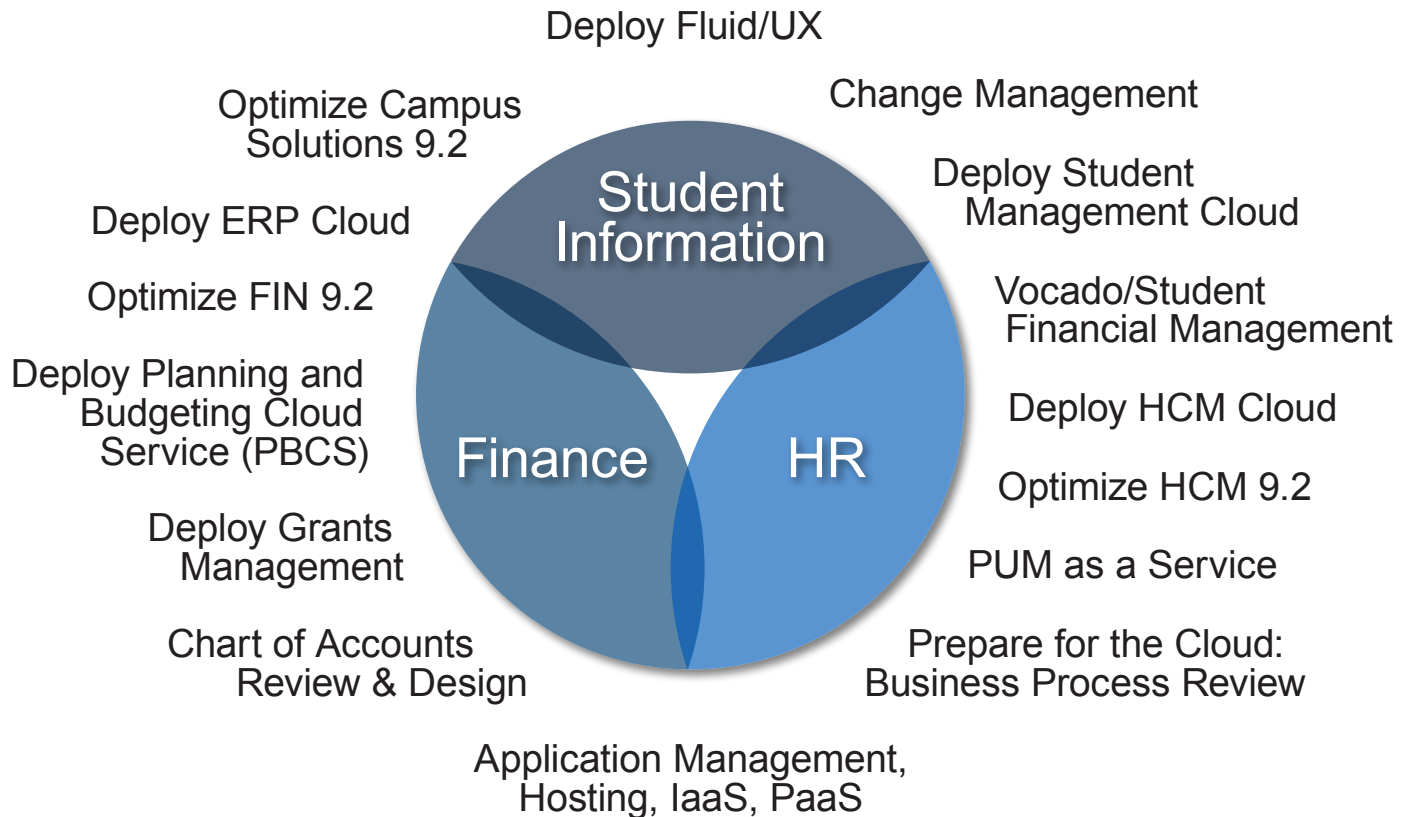 Deploy Fluid/UX
Change Management
Optimize Campus
Solutions 9.2
Deploy Student
Management Cloud
Student
Information
Deploy ERP Cloud
Optimize FIN 9.2
Vocado/Student
Financial Management
Deploy Planning and
Budgeting Cloud
Service (PBCS)
Deploy HCM Cloud
Finance
HR
Optimize HCM 9.2
Deploy Grants
Management
PUM as a Service
Chart of Accounts
Review & Design
Prepare for the Cloud:
Business Process Review
Application Management,
Hosting, IaaS, PaaS